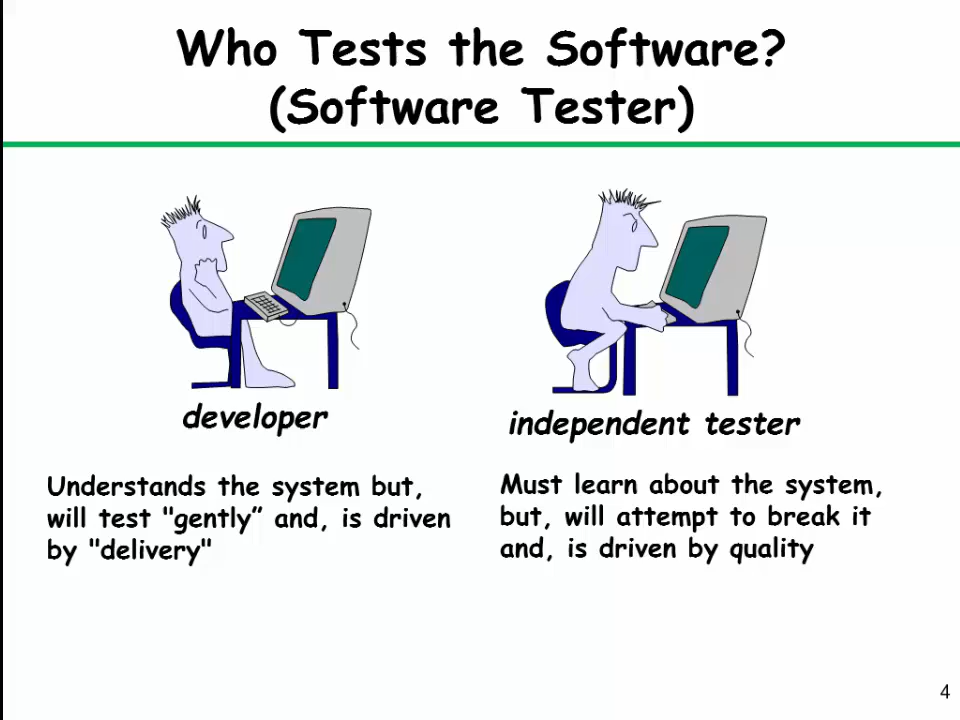 Who Tests the Software?
(Software Tester)
developer
independent tester
Understands the system but,
will test "gently” and, is driven
by "delivery"
Must learn about the system,
but, will attempt to break it
and, is driven by quality
4